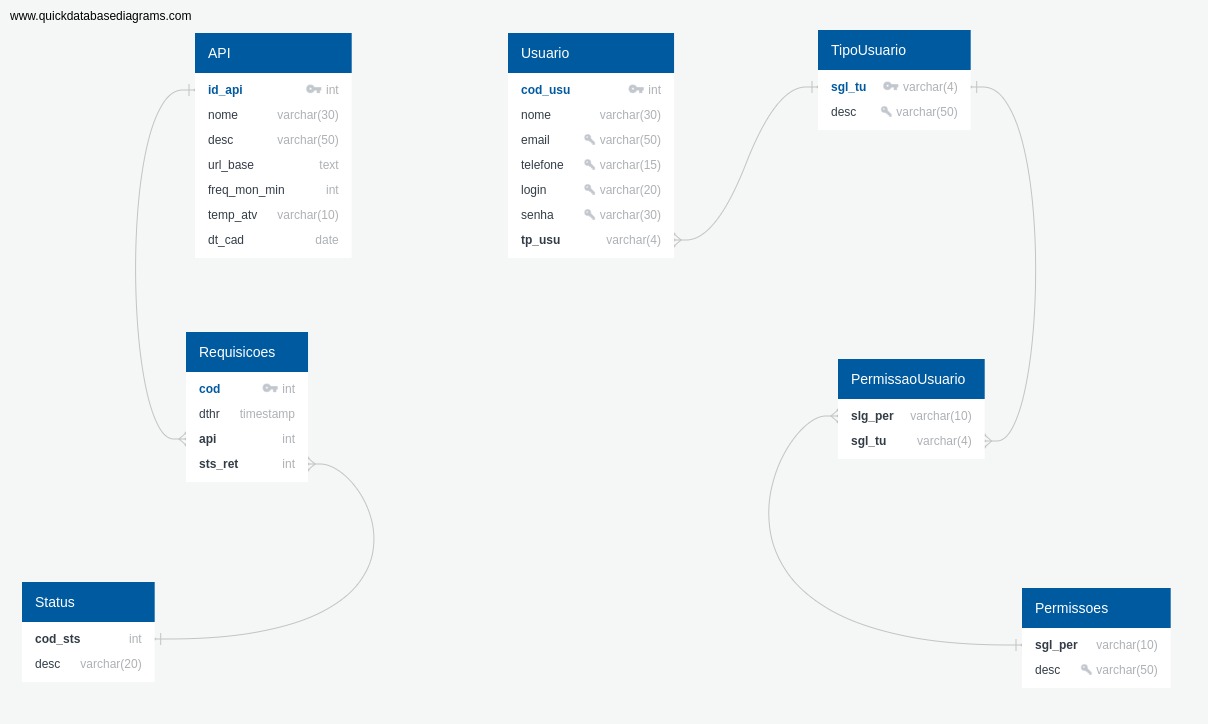 www.quickdatabasediagrams.com
API
id_api int
nome varchar(30)
desc varchar(50)
url_base text
freq_mon_min int
temp_atv varchar(10)
dt_cad date
Usuario
cod_usu int
nome varchar(30)
email varchar(50)
telefone varchar(15)
login varchar(20)
senha varchar(30)
tp_usu varchar(4)
TipoUsuario
sgl_tu varchar(4)
desc varchar(50)
Requisicoes
cod int
dthr timestamp
api int
sts_ret int
PermissaoUsuario
slg_per varchar(10)
sgl_tu varchar(4)
Status
cod_sts int
desc varchar(20)
Permissoes
sgl_per varchar(10)
desc varchar(50)